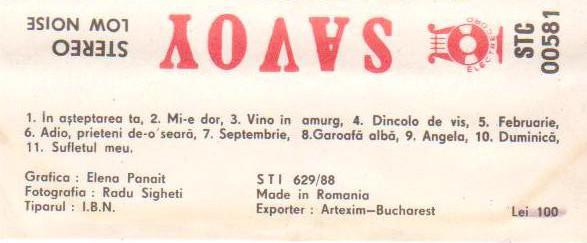 STEREO
LOW NOISE
SAVOY
ELECTRECORD
STC
00581
1. În așteptarea ta, 2. Mi-e dor, 3. Vino în amurg, 4. Dincolo de vis, 5. Februarie,
6. Adio, prieteni de-o'seară, 7. Septembrie, 8.Garoafă albă, 9. Angela, 10. Duminică,
11. Sufletul meu.
Grafica : Elena Panait
Fotografia : Radu Sigheti
Tiparul : I.B.N.
STI 629/88
Made in Romania
Exporter : Artexim—Bucharest
Lei 100